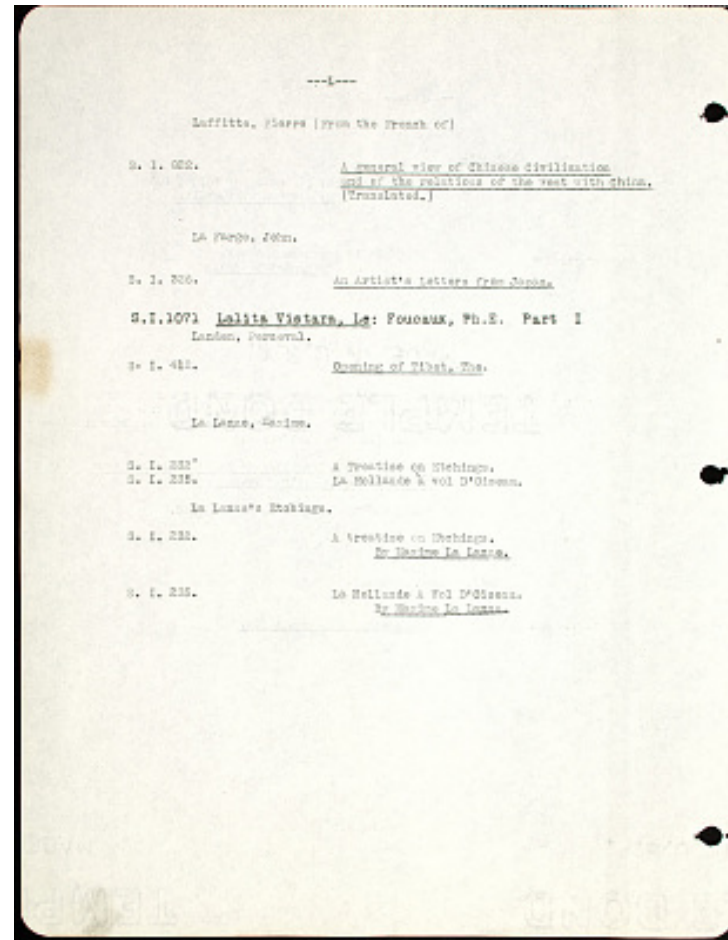 ---L---
Laffitte, Pierre (From the French of)
S. I. 022.
A general view of Chinese Civilization
and of the relations of the west with China.
(Translated.)
La Farge, John.
S. I. 326.
An Artist's Letters from Japan.
S.I.1071 Lalita Vistara, Le: Foucaux, Ph.E. Part I
Landon, Perceval.
S. I. 412.
Opening of Tibet, The.
La Lanne, Maxime.
S. I. 232
A Treatise on Etchings.
S. I. 235.
La Hollande à vol D'Oiseau.
La Lanne's Etchings.
S. I. 232.
A treatise on Etchings.
By Maxime La Lanne.
S. I. 235.
La Hollande à Vol D'Oiseau.
By Maxime La Lanne.